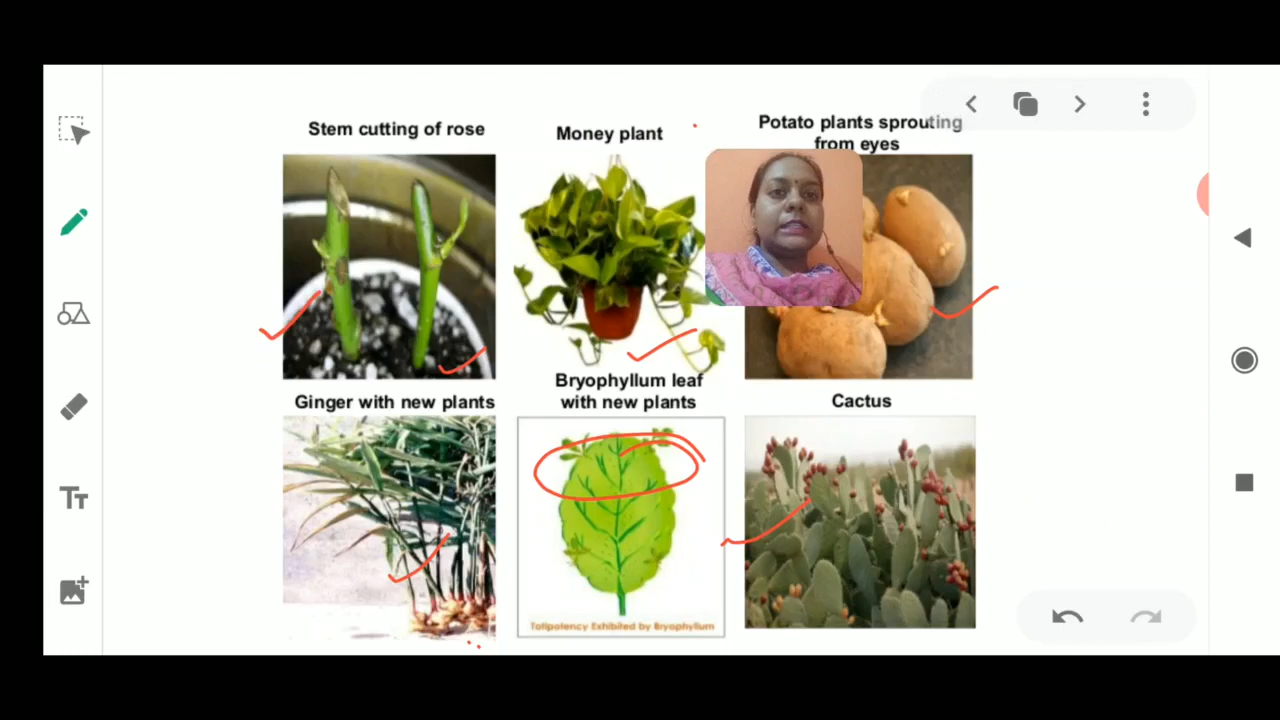 Stem cutting of rose
Money plant
Potato plants sprouting
from eyes
Ginger with new plants
Bryophyllum leaf
with new plants
Cactus
Totipotency Exhibited by Bryophyllum
TT